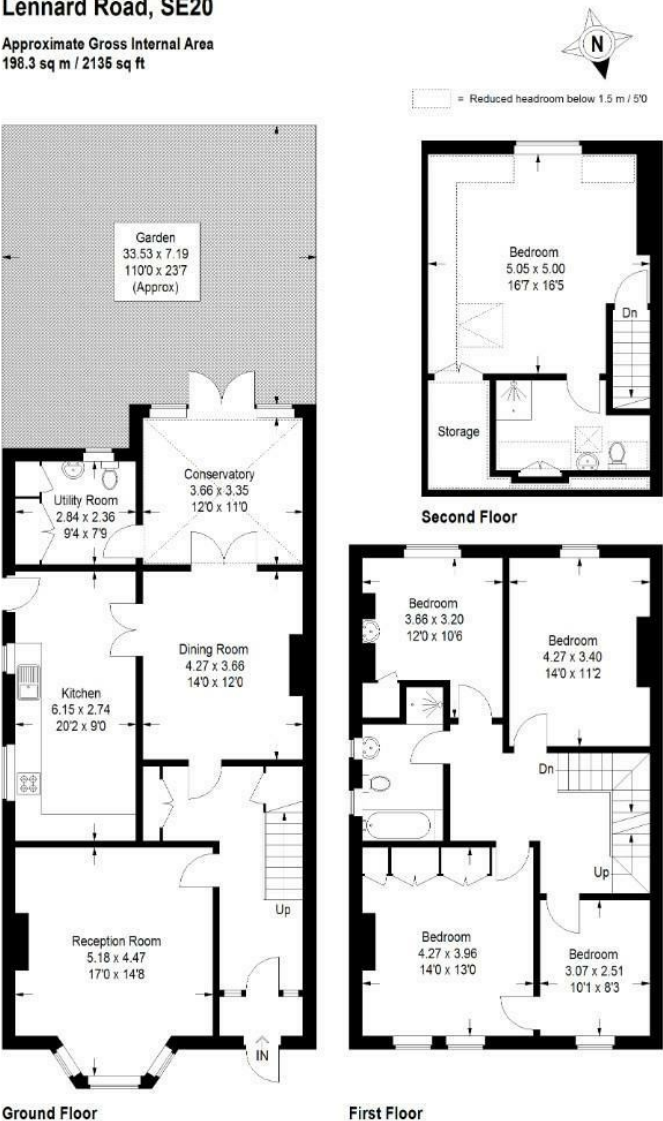 Lennard Road, SE20
Approximate Gross Internal Area
198.3 sq m / 2135 sq ft
N
= Reduced headroom below 1.5 m / 5'0
Garden
33.53 x 7.19
110'0 x 23'7
(Approx)
Bedroom
5.05 x 5.00
16'7 x 16'5
Dn
Storage
Second Floor
Conservatory
3.66 x 3.35
12'0 x 11'0
Utility Room
2.84 x 2.36
9'4 x 7'9
Dining Room
4.27 x 3.66
14'0 x 12'0
Kitchen
6.15 x 2.74
20'2 x 9'0
Up
Reception Room
5.18 x 4.47
17'0 x 14'8
IN
Ground Floor
Bedroom
3.66 x 3.20
12'0 x 10'6
Bedroom
4.27 x 3.40
14'0 x 11'2
Dn
Up
Bedroom
4.27 x 3.96
14'0 x 13'0
Bedroom
3.07 x 2.51
10'1 x 8'3
First Floor